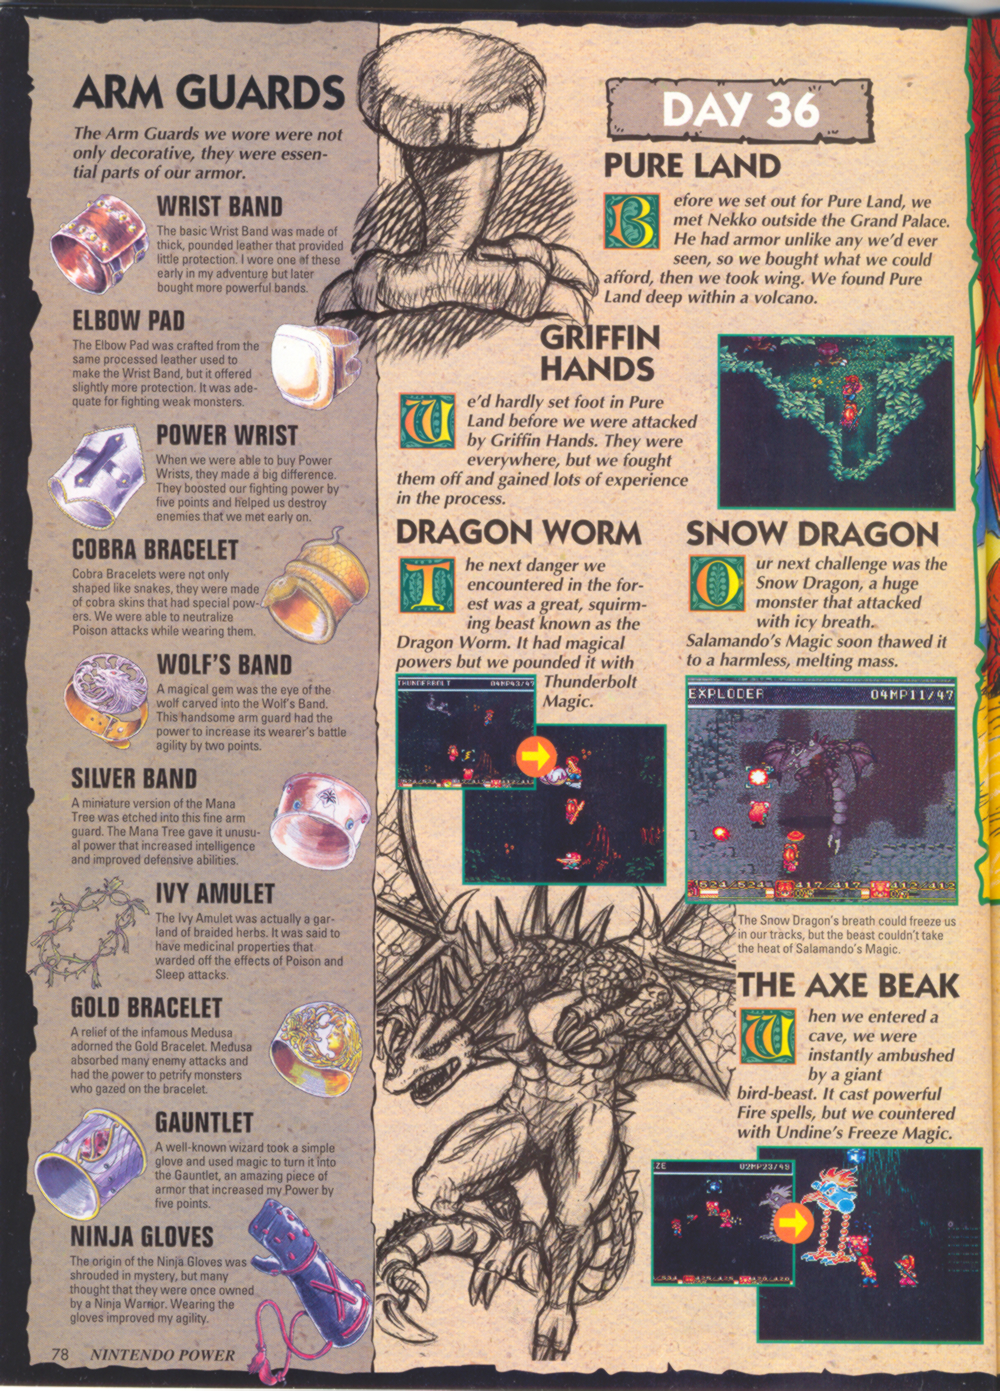 ARM GUARDS
The Arm Guards we wore were not
only decorative, they were essen-
tial parts of our armor.
WRIST BAND
The basic Wrist Band was made of
thick, pounded leather that provided
little protection. I wore one of these
early in my adventure but later
bought more powerful bands.
ELBOW PAD
The Elbow Pad was crafted from the
same processed leather used to
make the Wrist Band, but it offered
slightly more protection. It was ade-
quate for fighting weak monsters.
POWER WRIST
When we were able to buy Power
Wrists, they made a big difference.
They boosted our fighting power by
five points and helped us destroy
enemies that we met early on.
COBRA BRACELET
Cobra Bracelets were not only
shaped like snakes, they were made
of cobra skins that had special pow-
ers. We were able to neutralize
Poison attacks while wearing them.
WOLF'S BAND
A magical gem was the eye of the
wolf carved into the Wolf's Band.
This handsome arm guard had the
power to increase its wearer's battle
agility by two points.
SILVER BAND
A miniature version of the Mana
Tree was etched into this fine arm
guard. The Mana Tree gave it unusu-
al power that increased intelligence
and improved defensive abilities.
IVY AMULET
The Ivy Amulet was actually a gar-
land of braided herbs. It was said to
have medicinal properties that
warded off the effects of Poison and
Sleep attacks.
GOLD BRACELET
A relief of the infamous Medusa
adorned the Gold Bracelet. Medusa
absorbed many enemy attacks and
had the power to petrify monsters
who gazed on the bracelet.
GAUNTLET
A well-known wizard took a simple
glove and used magic to turn it into
the Gauntlet, an amazing piece of
armor that increased my Power by
five points.
NINJA GLOVES
The origin of the Ninja Gloves was
shrouded in mystery, but many
thought that they were once owned
by a Ninja Warrior. Wearing the
gloves improved my agility.
78 NINTENDO POWER
DAY 36
PURE LAND
Before we set out for Pure Land, we
met Nekko outside the Grand Palace.
He had armor unlike any we'd ever
seen, so we bought what we could
afford, then we took wing. We found Pure
Land deep within a volcano.
GRIFFIN
HANDS
We'd hardly set foot in Pure
Land before we were attacked
by Griffin Hands. They were
everywhere, but we fought
them off and gained lots of experience
in the process.
DRAGON WORM
The next danger we
encountered in the for-
est was a great, squirm-
ing beast known as the
Dragon Worm. It had magical
powers but we pounded it with
Thunderbolt
Magic.
THUNDERBOLT 04MP43/47
SNOW DRAGON
Our next challenge was the
Snow Dragon, a huge
monster that attacked
with icy breath.
Salamando's Magic soon thawed it
to a harmless, melting mass.
EXPLODER 04MP11/47
524/524 417/417 412/412
The Snow Dragon's breath could freeze us
in our tracks, but the beast couldn't take
the heat of Salamando's Magic.
THE AXE BEAK
When we entered a
cave, we were
instantly ambushed
by a giant
bird-beast. It cast powerful
Fire spells, but we countered
with Undine's Freeze Magic.
ZE 02MP23/48